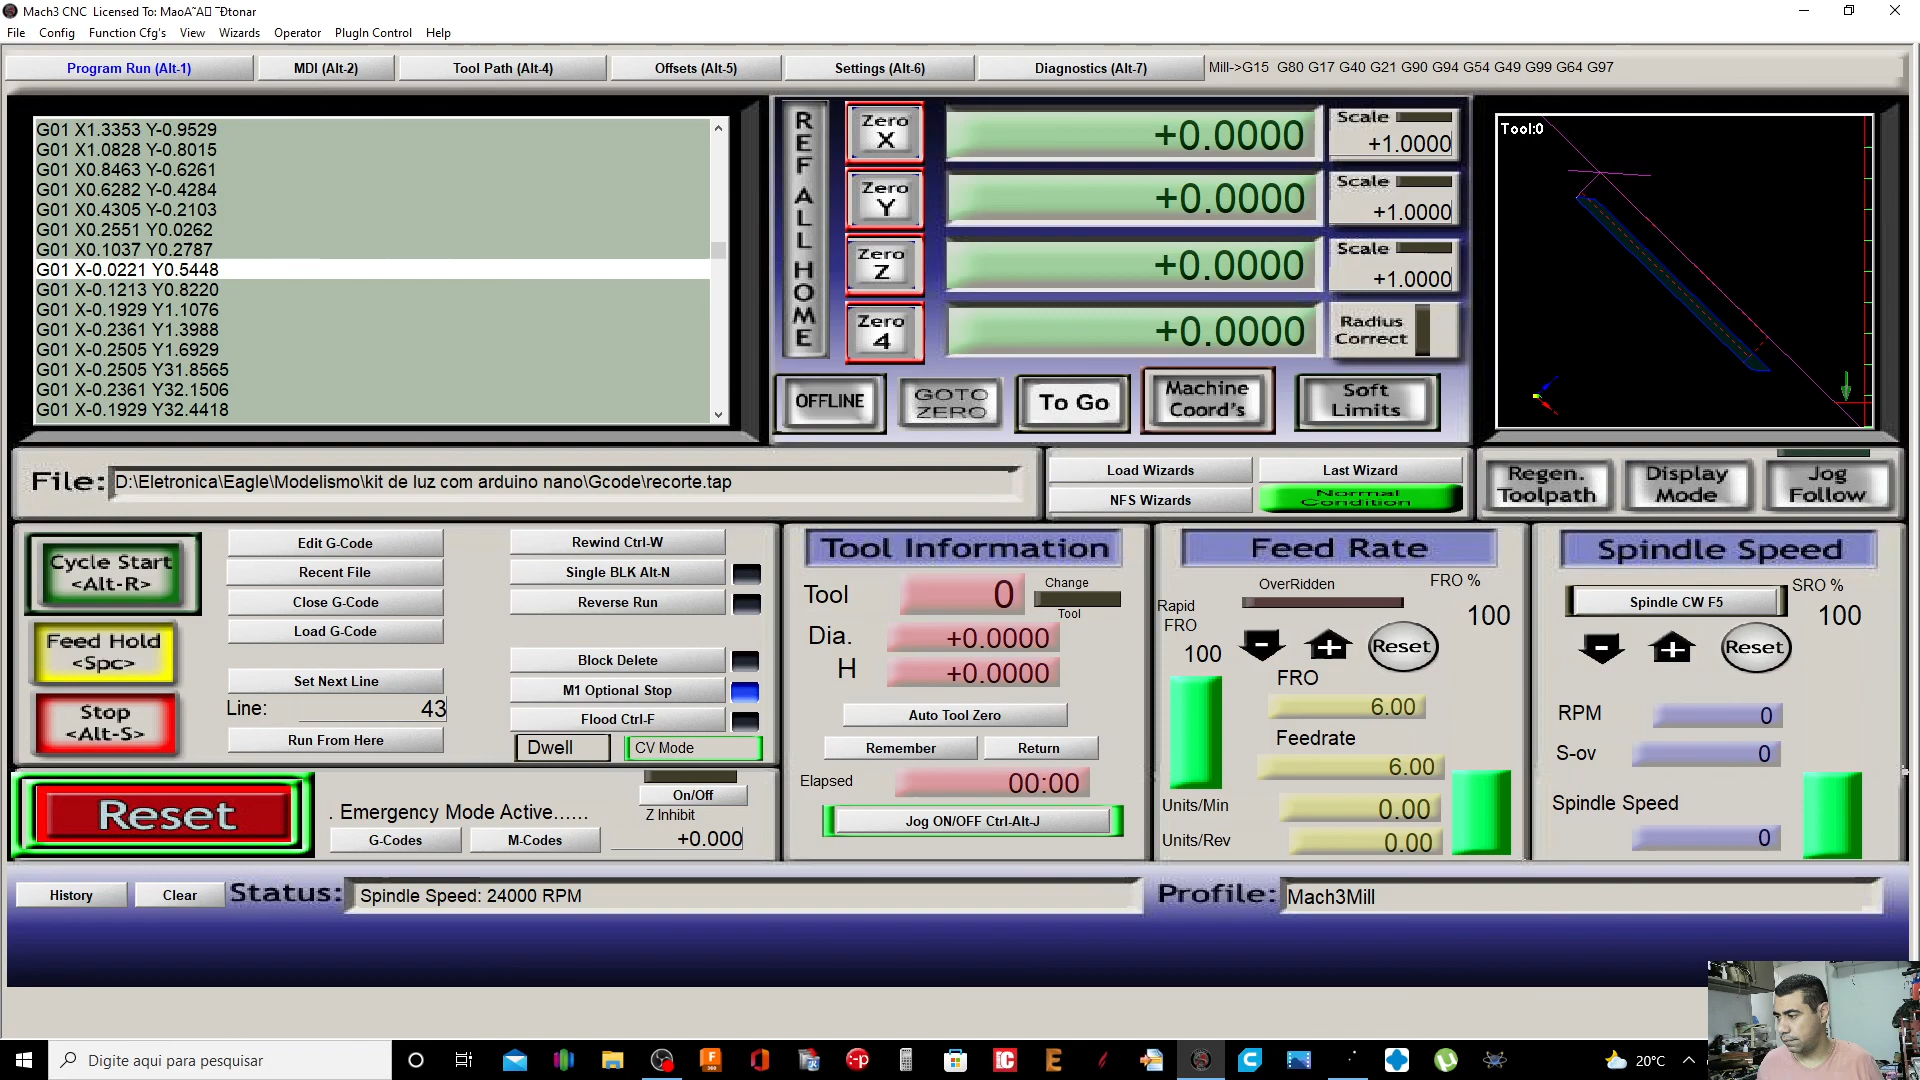 Mach3 CNC Licensed To: MaoA˜A
File Config Function Cfg's View Wizards Operator PlugIn Control Help
Program Run (Alt-1) MDI (Alt-2) Tool Path (Alt-4) Offsets (Alt-5) Settings (Alt-6) Diagnostics (Alt-7) Mill->G15 G80 G17 G40 G21 G90 G94 G54 G49 G99 G64 G97
G01 X1.3353 Y-0.9529
G01 X1.0828 Y-0.8015
G01 X0.8463 Y-0.6261
G01 X0.6282 Y-0.4284
G01 X0.4305 Y-0.2103
G01 X0.2551 Y0.0262
G01 X0.1037 Y0.2787
G01 X-0.0221 Y0.5448
G01 X-0.1213 Y0.8220
G01 X-0.1929 Y1.1076
G01 X-0.2361 Y1.3988
G01 X-0.2505 Y1.6929
G01 X-0.2505 Y31.8565
G01 X-0.2361 Y32.1506
G01 X-0.1929 Y32.4418
REF ALL HOME
Zero X +0.0000 Scale +1.0000
Zero Y +0.0000 Scale +1.0000
Zero Z +0.0000 Scale +1.0000
Zero 4 +0.0000 Radius Correct
OFFLINE GOTO ZERO To Go Machine Coord's Soft Limits
Tool:0
File: D:\Eletronica\Eagle\Modelismo\kit de luz com arduino nano\Gcode\recorte.tap
Load Wizards Last Wizard
NFS Wizards Normal Condition
Regen. Toolpath Display Mode Jog Follow
Cycle Start <Alt-R>
Feed Hold <Spc>
Stop <Alt-S>
Edit G-Code
Recent File
Close G-Code
Load G-Code
Set Next Line
Line: 43
Run From Here
Rewind Ctrl-W
Single BLK Alt-N
Reverse Run
Block Delete
M1 Optional Stop
Flood Ctrl-F
Dwell CV Mode
Reset
. Emergency Mode Active......
G-Codes M-Codes
On/Off
Z Inhibit
+0.000
Tool Information
Tool 0 Change Tool
Dia. +0.0000
H +0.0000
Auto Tool Zero
Remember Return
Elapsed 00:00
Jog ON/OFF Ctrl-Alt-J
Feed Rate
OverRidden FRO %
Rapid FRO 100
100
Reset
FRO
6.00
Feedrate
6.00
Units/Min 0.00
Units/Rev 0.00
Spindle Speed
Spindle CW F5 SRO %
100
Reset
RPM 0
S-ov 0
Spindle Speed
0
History Clear Status: Spindle Speed: 24000 RPM Profile: Mach3Mill
Digite aqui para pesquisar
20°C